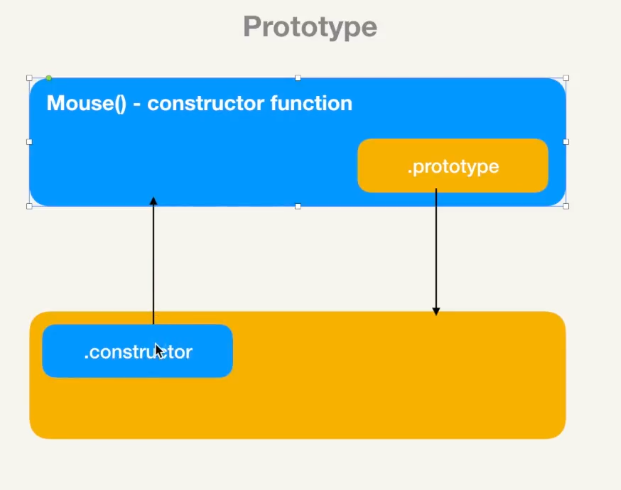 Prototype
Mouse() - constructor function
.prototype
.constructor